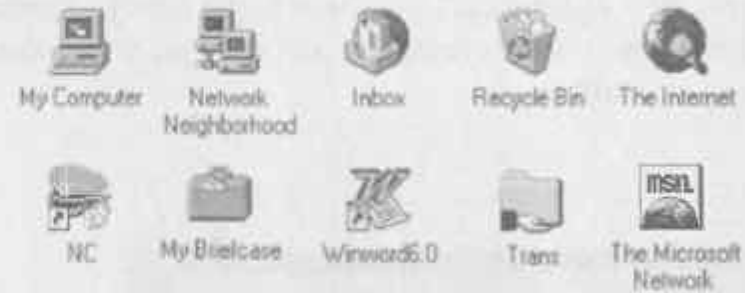 My Computer
Network
Neighborhood
Inbox
Recycle Bin
The Internet
NC
My Briefcase
Winword6.0
Trans
msn.
The Microsoft
Network